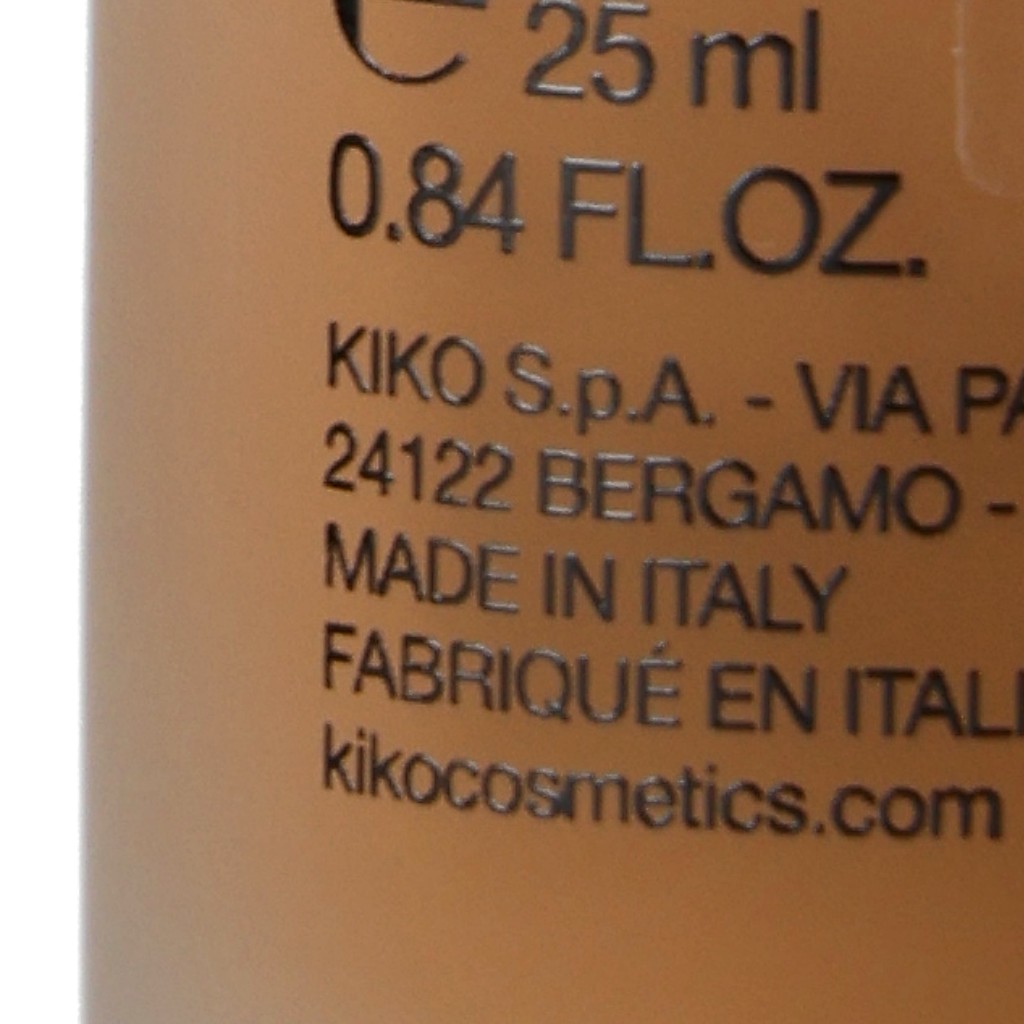 ℮ 25 ml
0.84 FL.OZ.
KIKO S.p.A. - VIA
24122 BERGAMO -
MADE IN ITALY
FABRIQUÉ EN
kikocosmetics.com